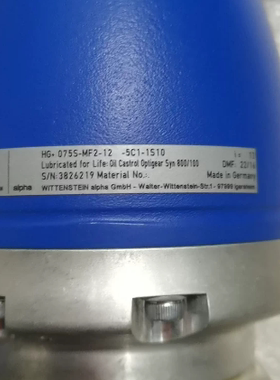 HG+ 075S-MF2-12 -5C1-1S10
Lubricated for Life: Oil Castrol Optigear Syn 800/100
S/N: 3826219 Material No.:
Made in Germany
alpha WITTENSTEIN alpha GmbH - Walter-Wittenstein-Str.1 - 97999 Igersheim